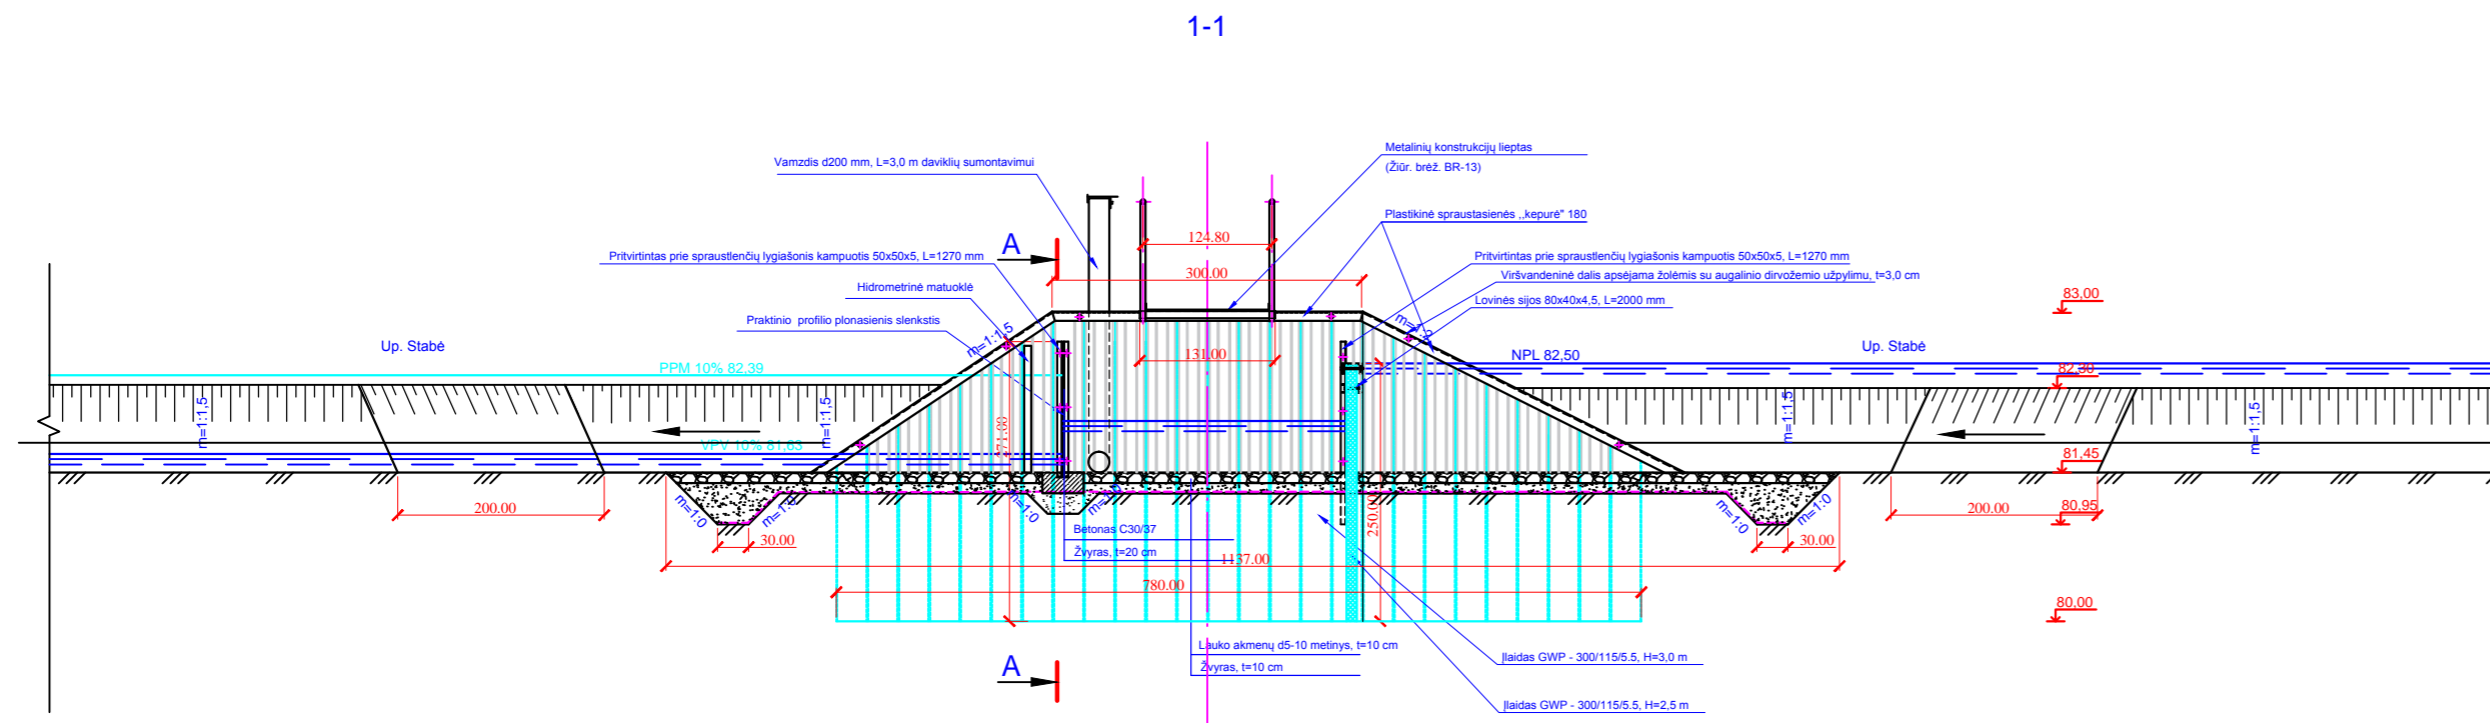 1-1
Metalinių konstrukcijų lieptas
(Žiūr. brėž. BR-13)
Vamzdis d200 mm, L=3,0 m daviklių sumontavimui
Plastikinė spraustasienės ,,kepurė" 180
A
124.80
Pritvirtintas prie spraustlenčių lygiašonis kampuotis 50x50x5, L=1270 mm
Pritvirtintas prie spraustlenčių lygiašonis kampuotis 50x50x5, L=1270 mm
300.00
Viršvandeninė dalis apsėjama žolėmis su augalinio dirvožemio užpylimu, t=3,0 cm
Hidrometrinė matuoklė
Lovinės sijos 80x40x4,5, L=2000 mm
83,00
Praktinio profilio plonasienis slenkstis
m=1:1,5
Up. Stabė
Up. Stabė
131.00
NPL 82,50
PPM 10% 82,39
82,30
m=1:1,5
m=1:1,5
m=1:1,5
m=1:1,5
VPV 10% 81,63
81,45
200.00
m=1:0
m=1:0
m=1:0
250.00
m=1:0
m=1:0
200.00
80,95
30.00
Betonas C30/37
30.00
Žvyras, t=20 cm
1137.00
780.00
80,00
Lauko akmenų d5-10 metinys, t=10 cm
Žvyras, t=10 cm
A
Įlaidas GWP - 300/115/5.5, H=3,0 m
Įlaidas GWP - 300/115/5.5, H=2,5 m